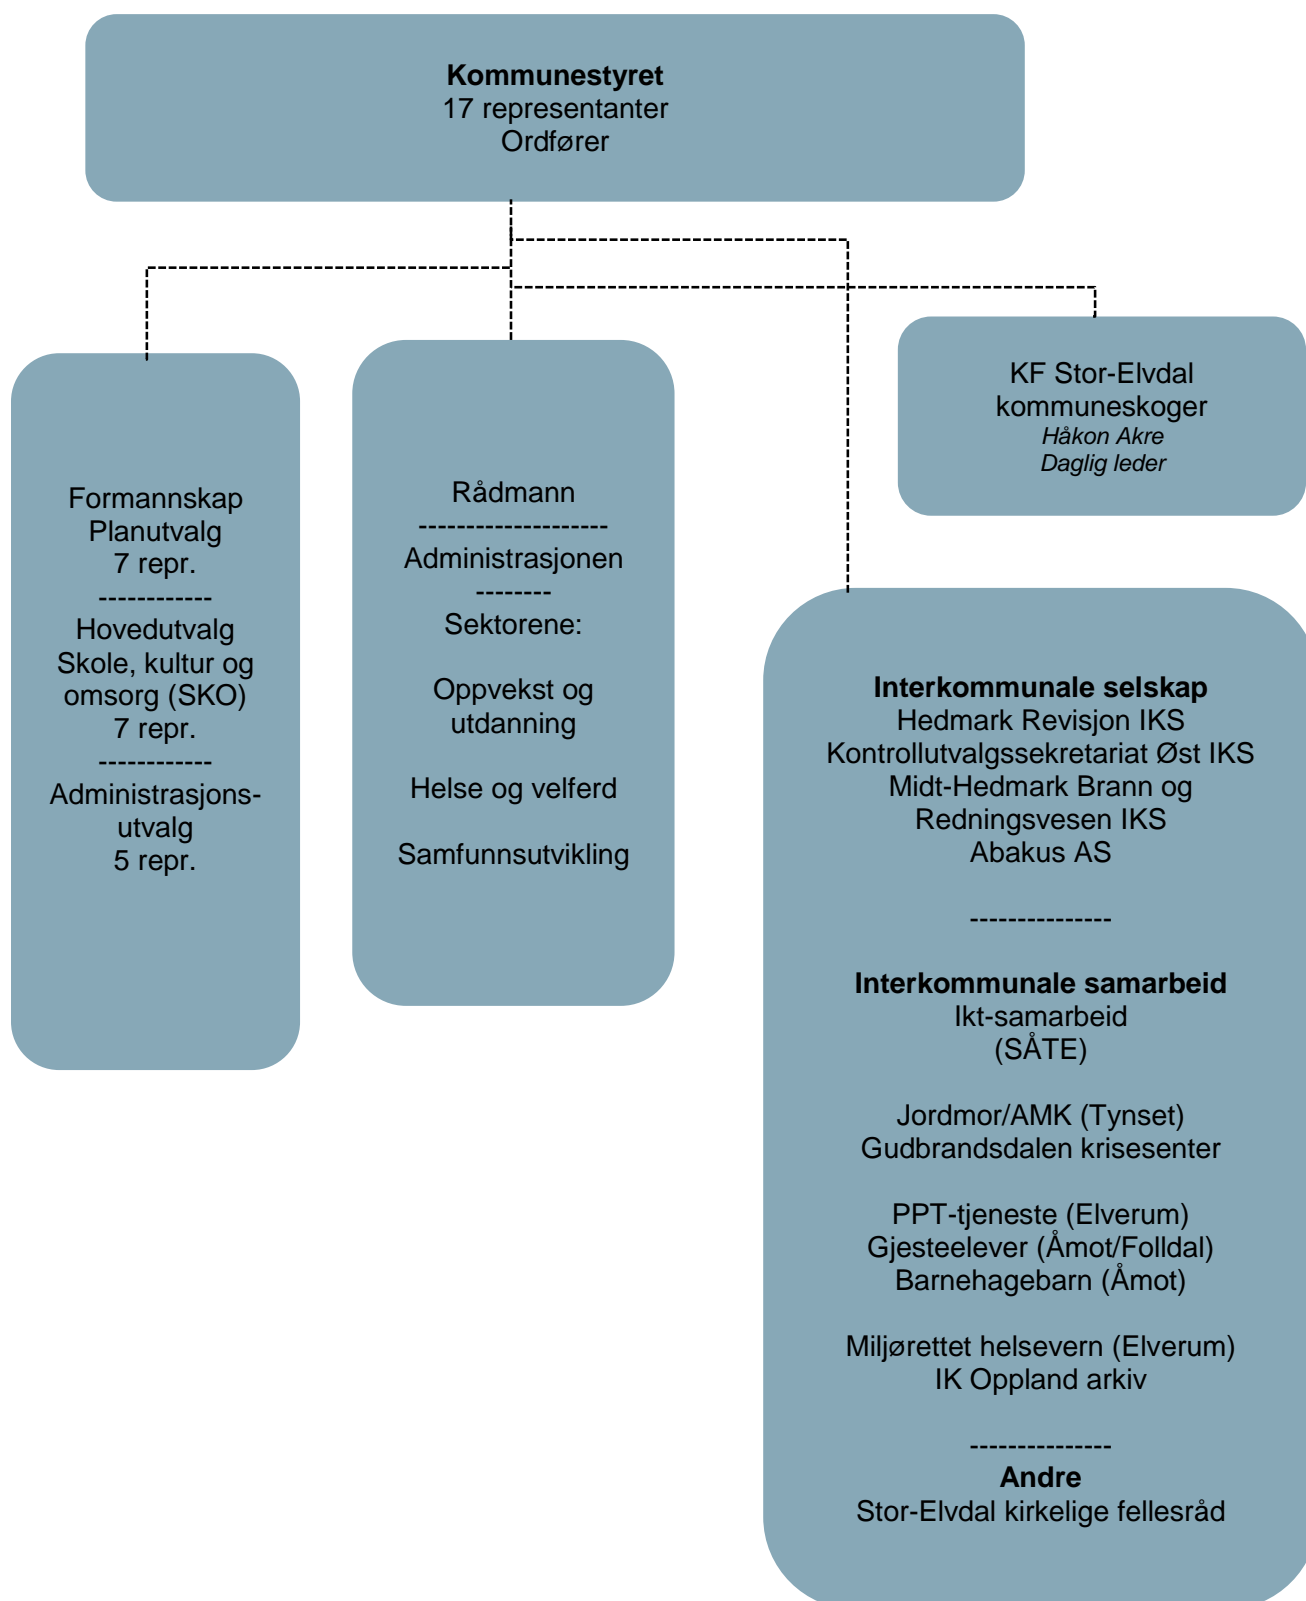 Kommunestyret
17 representanter
Ordfører
Formannskap
Planutvalg
7 repr.
------------
Hovedutvalg
Skole, kultur og
omsorg (SKO)
7 repr.
------------
Administrasjons-
utvalg
5 repr.
Rådmann
--------------------
Administrasjonen
--------
Sektorene:
Oppvekst og
utdanning
Helse og velferd
Samfunnsutvikling
KF Stor-Elvdal
kommuneskoger
Håkon Akre
Daglig leder
Interkommunale selskap
Hedmark Revisjon IKS
Kontrollutvalgssekretariat Øst IKS
Midt-Hedmark Brann og
Redningsvesen IKS
Abakus AS
---------------
Interkommunale samarbeid
Ikt-samarbeid
(SÅTE)
Jordmor/AMK (Tynset)
Gudbrandsdalen krisesenter
PPT-tjeneste (Elverum)
Gjesteelever (Åmot/Folldal)
Barnehagebarn (Åmot)
Miljørettet helsevern (Elverum)
IK Oppland arkiv
---------------
Andre
Stor-Elvdal kirkelige fellesråd